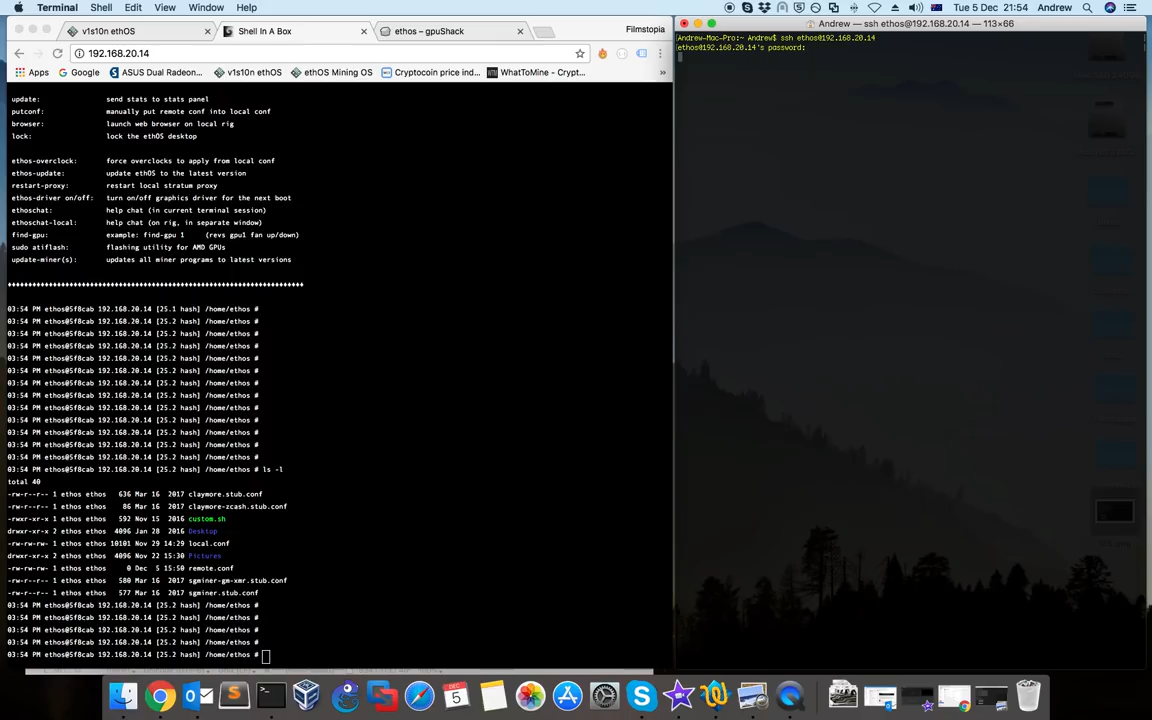 Terminal Shell Edit View Window Help
Tue 5 Dec 21:54 Andrew
v1s10n ethOS
Shell In A Box
ethos – gpuShack
Filmstopia
192.168.20.14
Apps Google ASUS Dual Radeon... v1s10n ethOS ethOS Mining OS Cryptocoin price ind... WhatToMine - Crypt... »
update: send stats to stats panel
putconf: manually put remote conf into local conf
browser: launch web browser on local rig
lock: lock the ethOS desktop
ethos-overclock: force overclocks to apply from local conf
ethos-update: update ethOS to the latest version
restart-proxy: restart local stratum proxy
ethos-driver on/off: turn on/off graphics driver for the next boot
ethoschat: help chat (in current terminal session)
ethoschat-local: help chat (on rig, in separate window)
find-gpu: example: find-gpu 1 (revs gpu1 fan up/down)
sudo atiflash: flashing utility for AMD GPUs
update-miner(s): updates all miner programs to latest versions
03:54 PM ethos@5f8cab 192.168.20.14 [25.1 hash] /home/ethos #
03:54 PM ethos@5f8cab 192.168.20.14 [25.2 hash] /home/ethos #
03:54 PM ethos@5f8cab 192.168.20.14 [25.2 hash] /home/ethos #
03:54 PM ethos@5f8cab 192.168.20.14 [25.2 hash] /home/ethos #
03:54 PM ethos@5f8cab 192.168.20.14 [25.2 hash] /home/ethos #
03:54 PM ethos@5f8cab 192.168.20.14 [25.2 hash] /home/ethos #
03:54 PM ethos@5f8cab 192.168.20.14 [25.2 hash] /home/ethos #
03:54 PM ethos@5f8cab 192.168.20.14 [25.2 hash] /home/ethos #
03:54 PM ethos@5f8cab 192.168.20.14 [25.2 hash] /home/ethos #
03:54 PM ethos@5f8cab 192.168.20.14 [25.2 hash] /home/ethos #
03:54 PM ethos@5f8cab 192.168.20.14 [25.2 hash] /home/ethos #
03:54 PM ethos@5f8cab 192.168.20.14 [25.2 hash] /home/ethos #
03:54 PM ethos@5f8cab 192.168.20.14 [25.2 hash] /home/ethos #
03:54 PM ethos@5f8cab 192.168.20.14 [25.2 hash] /home/ethos # ls -l
total 40
-rw-r--r-- 1 ethos ethos 636 Mar 16 2017 claymore.stub.conf
-rw-r--r-- 1 ethos ethos 86 Mar 16 2017 claymore-zcash.stub.conf
-rwxr-xr-x 1 ethos ethos 592 Nov 15 2016 custom.sh
drwxr-xr-x 2 ethos ethos 4096 Jan 28 2016 Desktop
-rw-rw-rw- 1 ethos ethos 10101 Nov 29 14:29 local.conf
drwxr-xr-x 2 ethos ethos 4096 Nov 22 15:30 Pictures
-rw-rw-rw- 1 ethos ethos 0 Dec 5 15:50 remote.conf
-rw-r--r-- 1 ethos ethos 580 Mar 16 2017 sgminer-gm-xmr.stub.conf
-rw-r--r-- 1 ethos ethos 577 Mar 16 2017 sgminer.stub.conf
03:54 PM ethos@5f8cab 192.168.20.14 [25.2 hash] /home/ethos #
03:54 PM ethos@5f8cab 192.168.20.14 [25.2 hash] /home/ethos #
03:54 PM ethos@5f8cab 192.168.20.14 [25.2 hash] /home/ethos #
03:54 PM ethos@5f8cab 192.168.20.14 [25.2 hash] /home/ethos #
03:54 PM ethos@5f8cab 192.168.20.14 [25.2 hash] /home/ethos #
Andrew — ssh ethos@192.168.20.14 — 113×66
[Andrew-Mac-Pro:~ Andrew$ ssh ethos@192.168.20.14
[ethos@192.168.20.14's password:
DEC
5